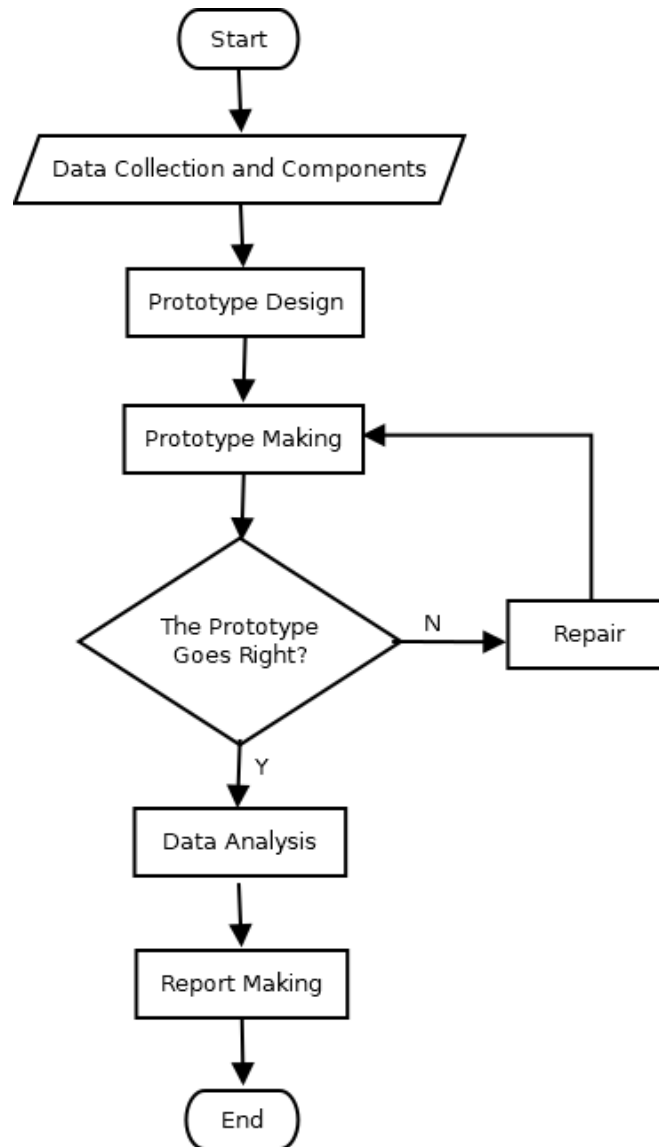 Start
Data Collection and Components
Prototype Design
Prototype Making
The Prototype
Goes Right?
N
Repair
Y
Data Analysis
Report Making
End